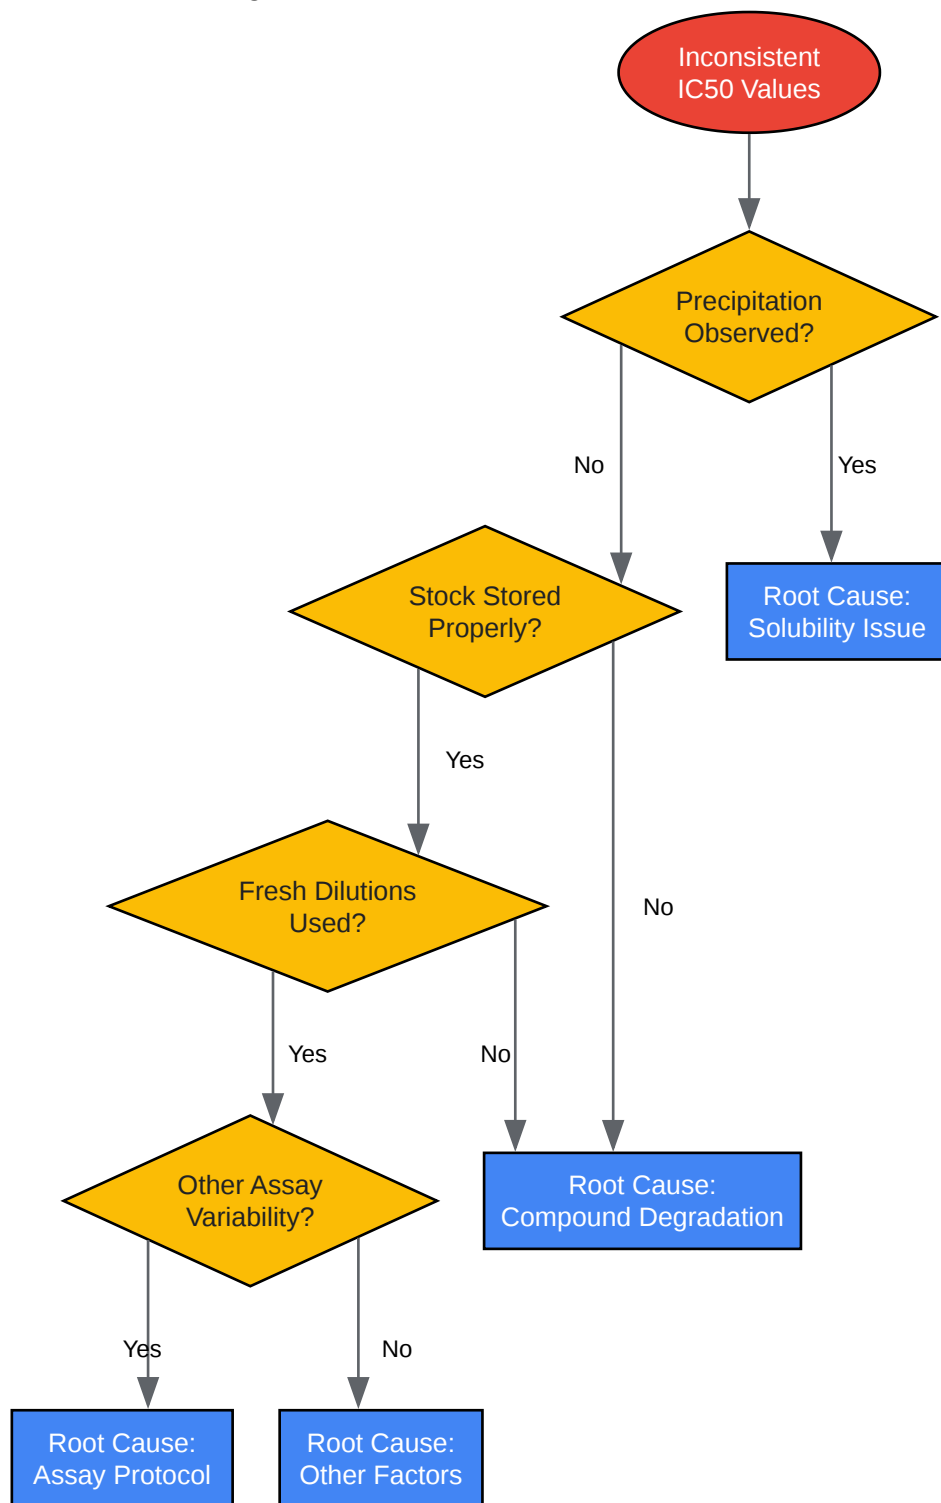 Inconsistent
IC50 Values
Precipitation
Observed?
No
Yes
Stock Stored
Properly?
Root Cause:
Solubility Issue
Yes
Fresh Dilutions
Used?
No
Yes
No
Other Assay
Variability?
Root Cause:
Compound Degradation
Yes
No
Root Cause:
Assay Protocol
Root Cause:
Other Factors